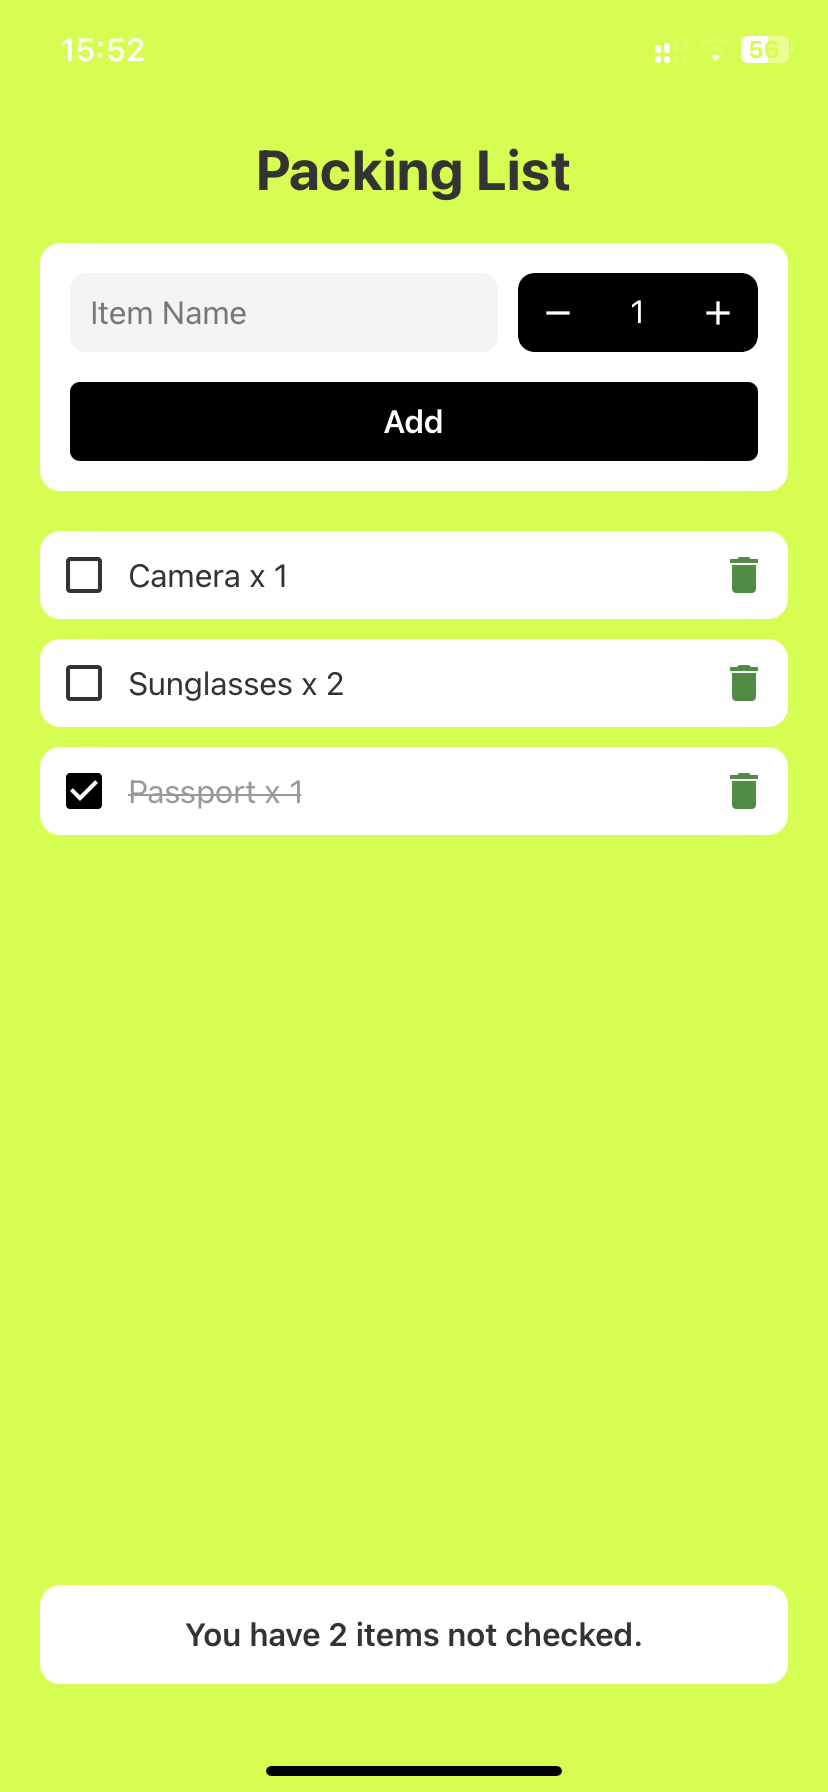 15:52
56
Packing List
Item Name
1
Add
Camera x 1
Sunglasses x 2
Passport x 1
You have 2 items not checked.